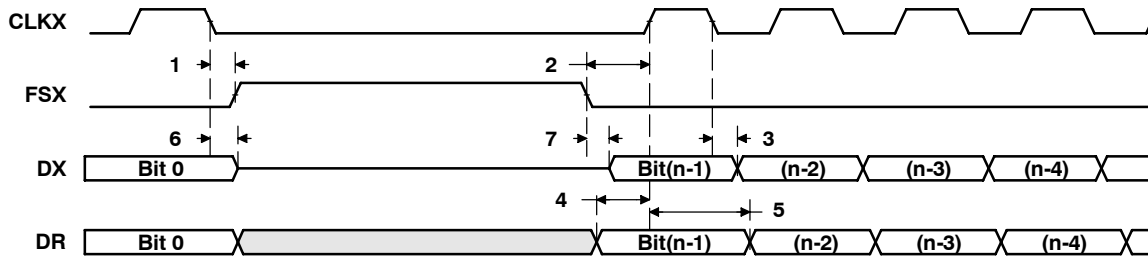 CLKX
1
2
FSX
6
7
3
DX
Bit 0
Bit(n-1)
(n-2)
(n-3)
(n-4)
4
5
DR
Bit 0
Bit(n-1)
(n-2)
(n-3)
(n-4)